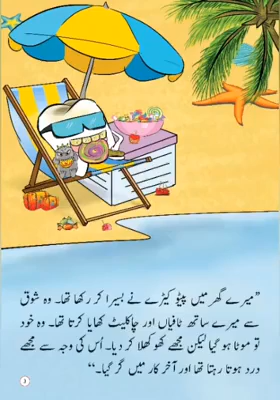 ”میرے گھر میں پیٹو کیڑے نے بسیرا کر رکھا تھا۔ وہ شوق
سے میرے ساتھ ٹافیاں اور چاکلیٹ کھایا کرتا تھا۔ وہ خود
تو موٹا ہو گیا لیکن مجھے کھوکھلا کر دیا۔ اُس کی وجہ سے مجھے
درد ہوتا رہتا تھا اور آخر کار میں گر گیا۔“
3